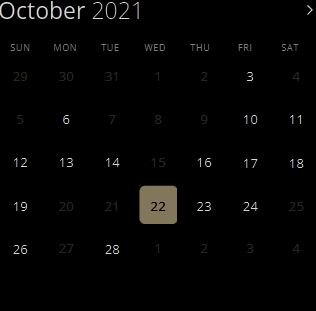 October 2021
SUN MON TUE WED THU FRI SAT
29 30 31 1 2 3 4
5 6 7 8 9 10 11
12 13 14 15 16 17 18
19 20 21 22 23 24 25
26 27 28 1 2 3 4